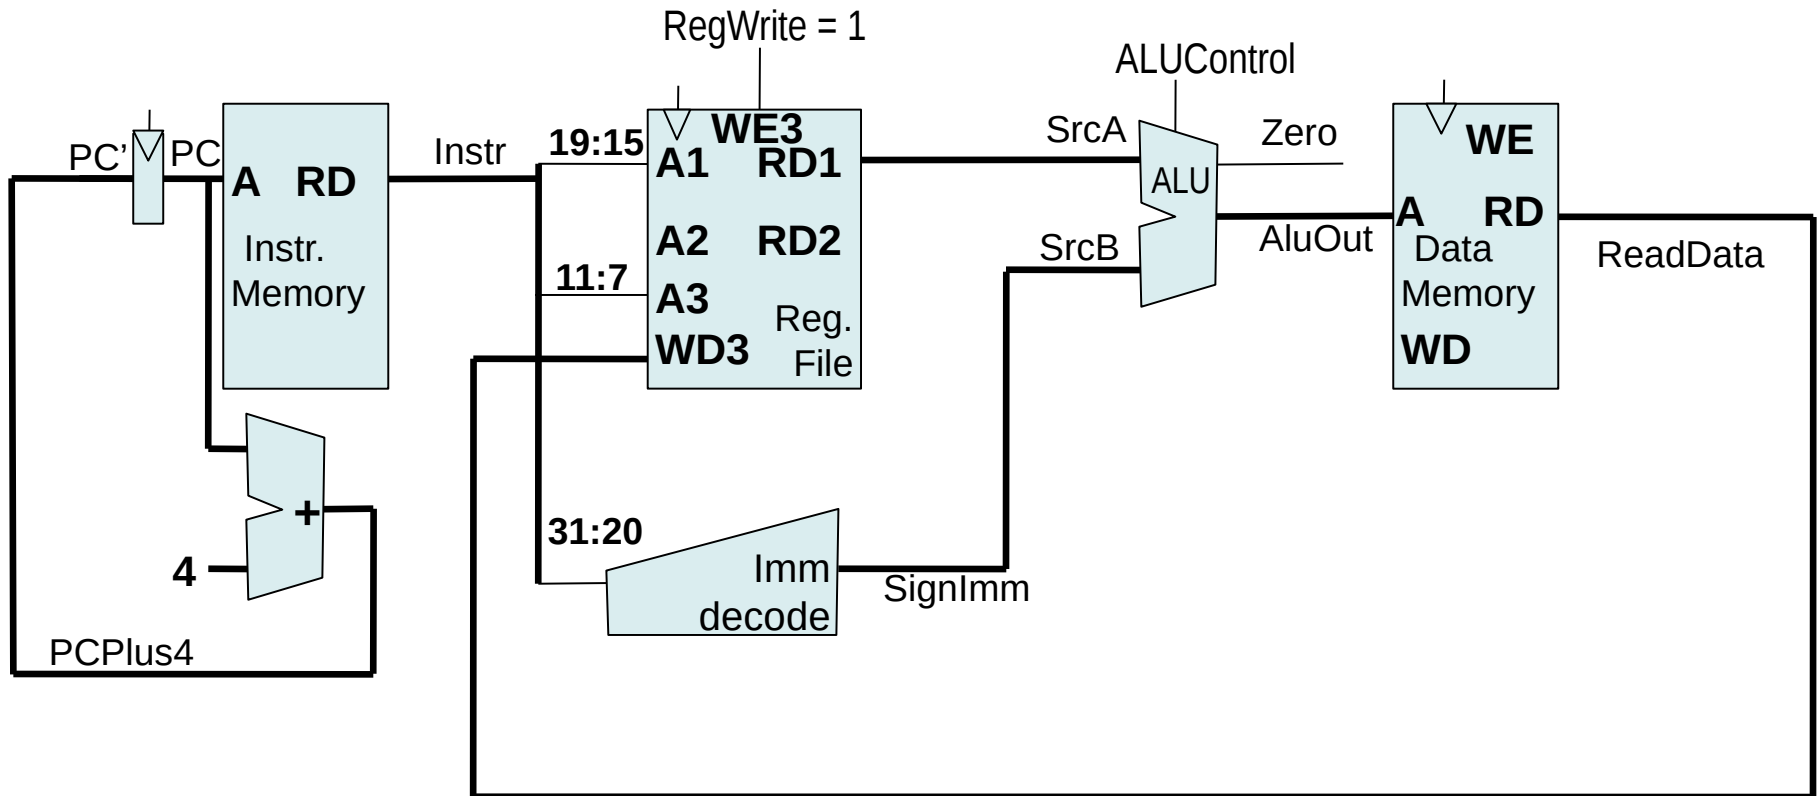 RegWrite = 1
ALUControl
PC’
PC
Instr
19:15
WE3
SrcA
Zero
WE
A RD
A1 RD1
ALU
A RD
A2 RD2
SrcB
AluOut
Instr.
Memory
11:7
A3
Reg.
File
WD3
Data
Memory
ReadData
WD
+
4
31:20
Imm
decode
SignImm
PCPlus4